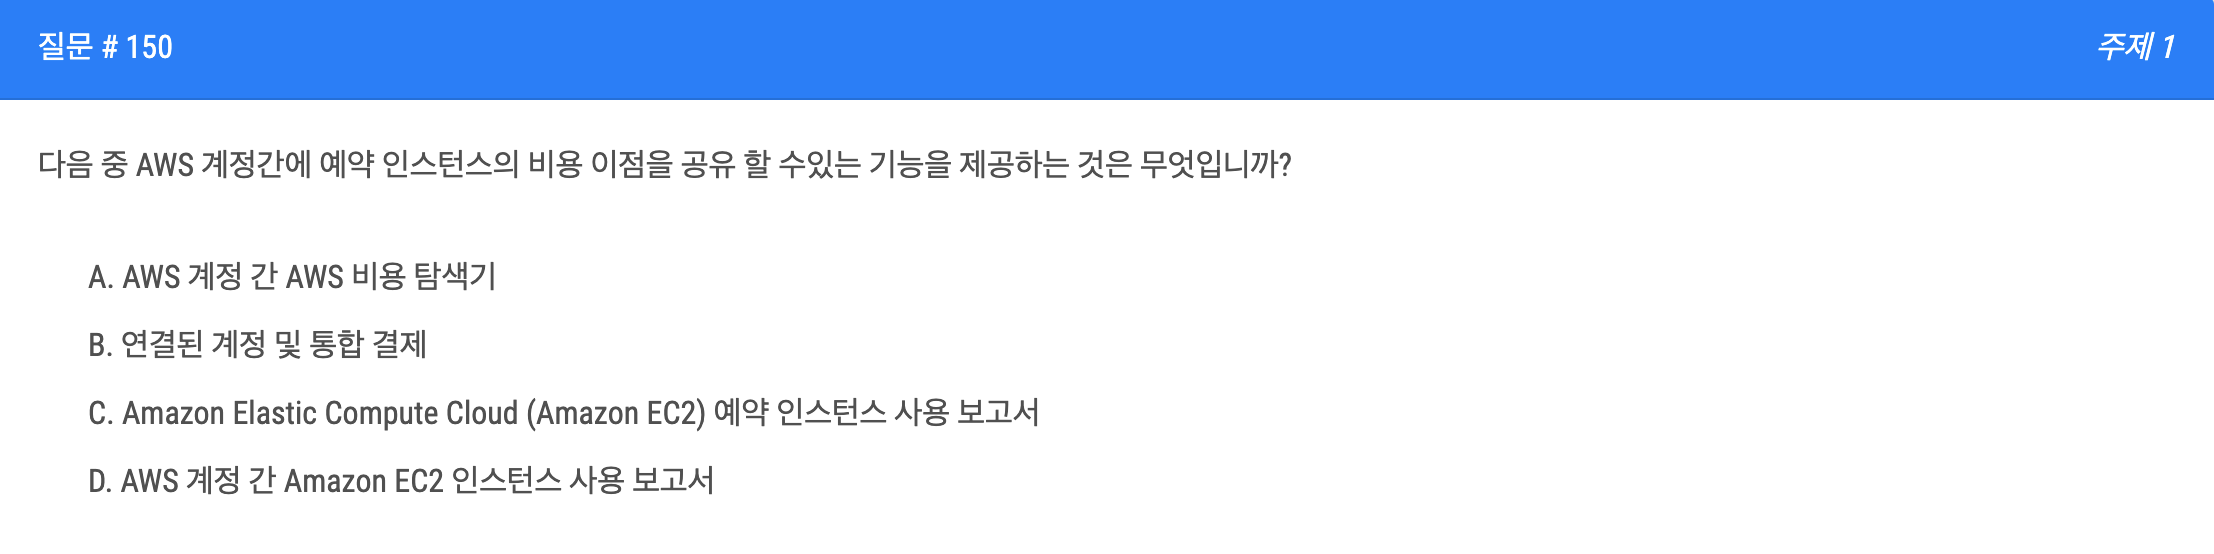 질문 # 150
주제 1
다음 중 AWS 계정간에 예약 인스턴스의 비용 이점을 공유 할 수있는 기능을 제공하는 것은 무엇입니까?
A. AWS 계정 간 AWS 비용 탐색기
B. 연결된 계정 및 통합 결제
C. Amazon Elastic Compute Cloud (Amazon EC2) 예약 인스턴스 사용 보고서
D. AWS 계정 간 Amazon EC2 인스턴스 사용 보고서